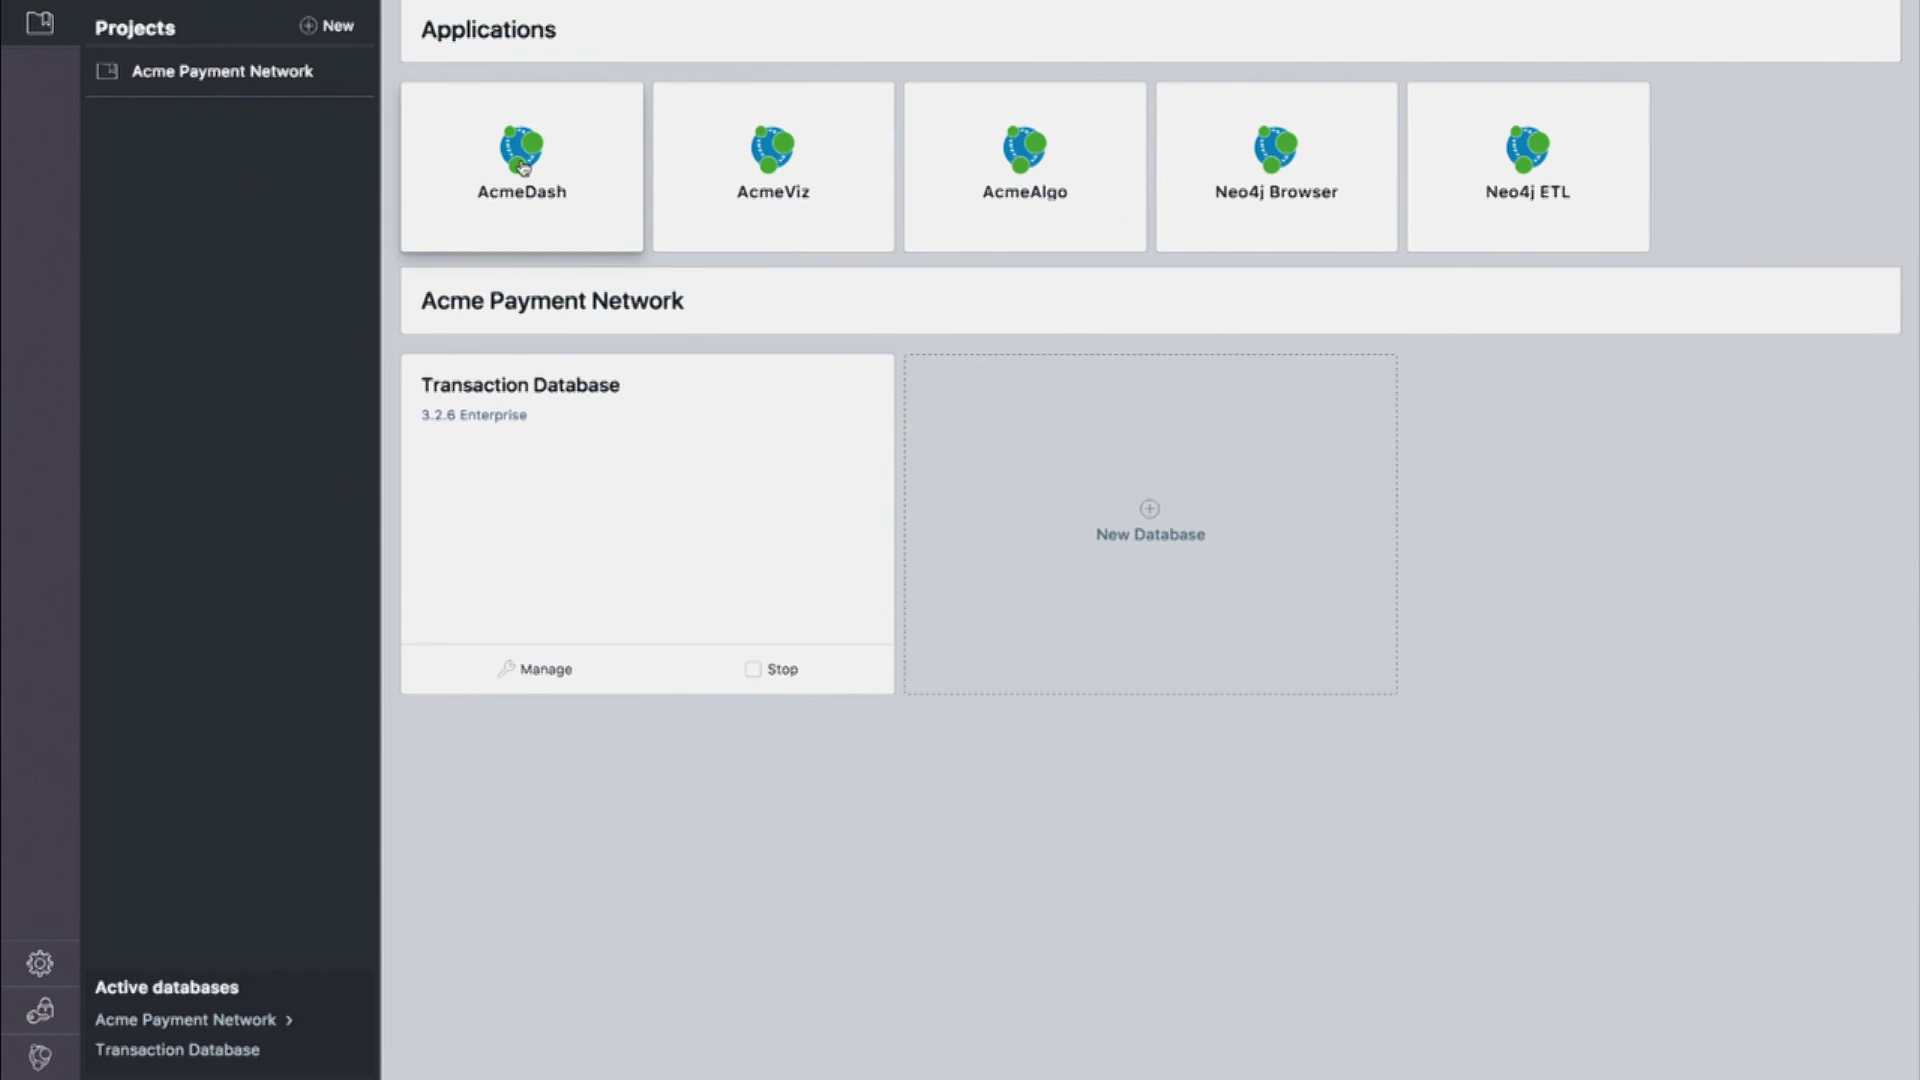 Projects
New
Acme Payment Network
Applications
AcmeDash
AcmeViz
AcmeAlgo
Neo4j Browser
Neo4j ETL
Acme Payment Network
Transaction Database
3.2.6 Enterprise
New Database
Manage
Stop
Active databases
Acme Payment Network >
Transaction Database